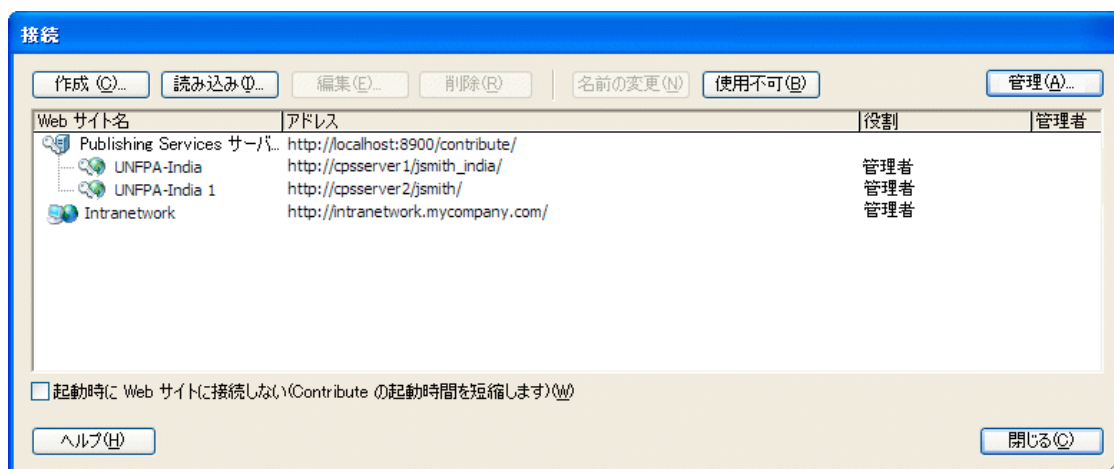 接続
作成 (C)... 読み込み(I)... 編集(E)... 削除(R) 名前の変更(N) 使用不可(B) 管理(A)...
Web サイト名 アドレス 役割 管理者
Publishing Services サーバ... http://localhost:8900/contribute/
UNFPA-India http://cpsserver1/jsmith_india/ 管理者
UNFPA-India 1 http://cpsserver2/jsmith/ 管理者
Intranetwork http://intranetwork.mycompany.com/ 管理者
起動時に Web サイトに接続しない(Contribute の起動時間を短縮します)(W)
ヘルプ(H) 閉じる(C)